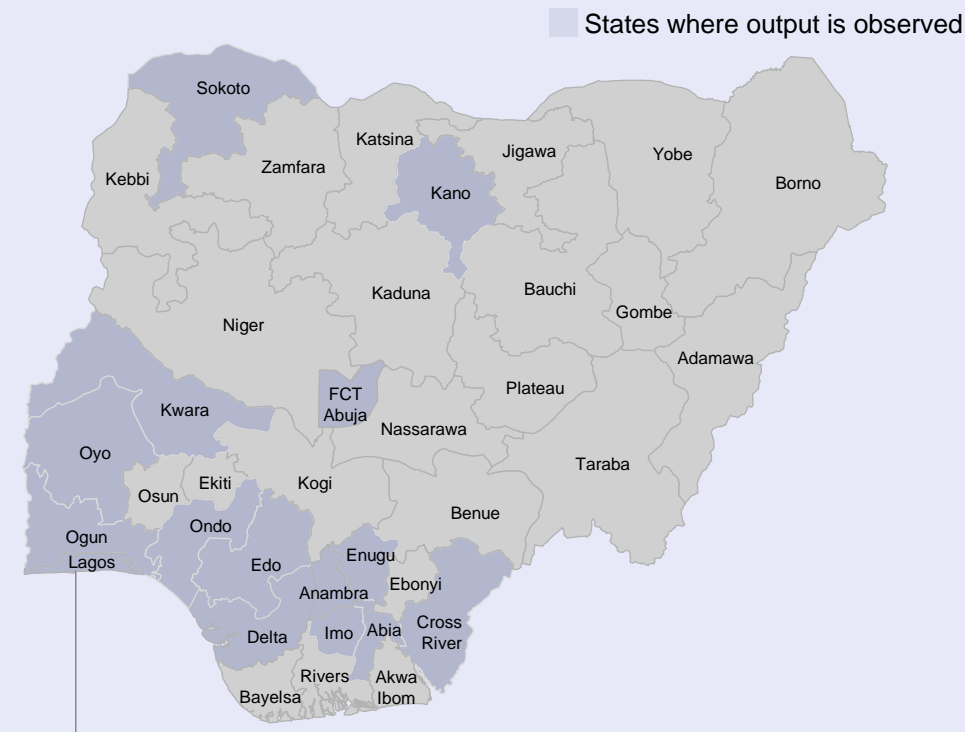 States where output is observed
Sokoto
Katsina
Jigawa
Yobe
Zamfara
Kebbi
Kano
Borno
Kaduna
Bauchi
Gombe
Niger
Adamawa
FCT
Abuja
Plateau
Kwara
Nassarawa
Oyo
Taraba
Osun
Ekiti
Kogi
Benue
Ondo
Ogun
Lagos
Edo
Enugu
Ebonyi
Anambra
Cross
River
Delta
Imo
Abia
Rivers
Akwa
Ibom
Bayelsa